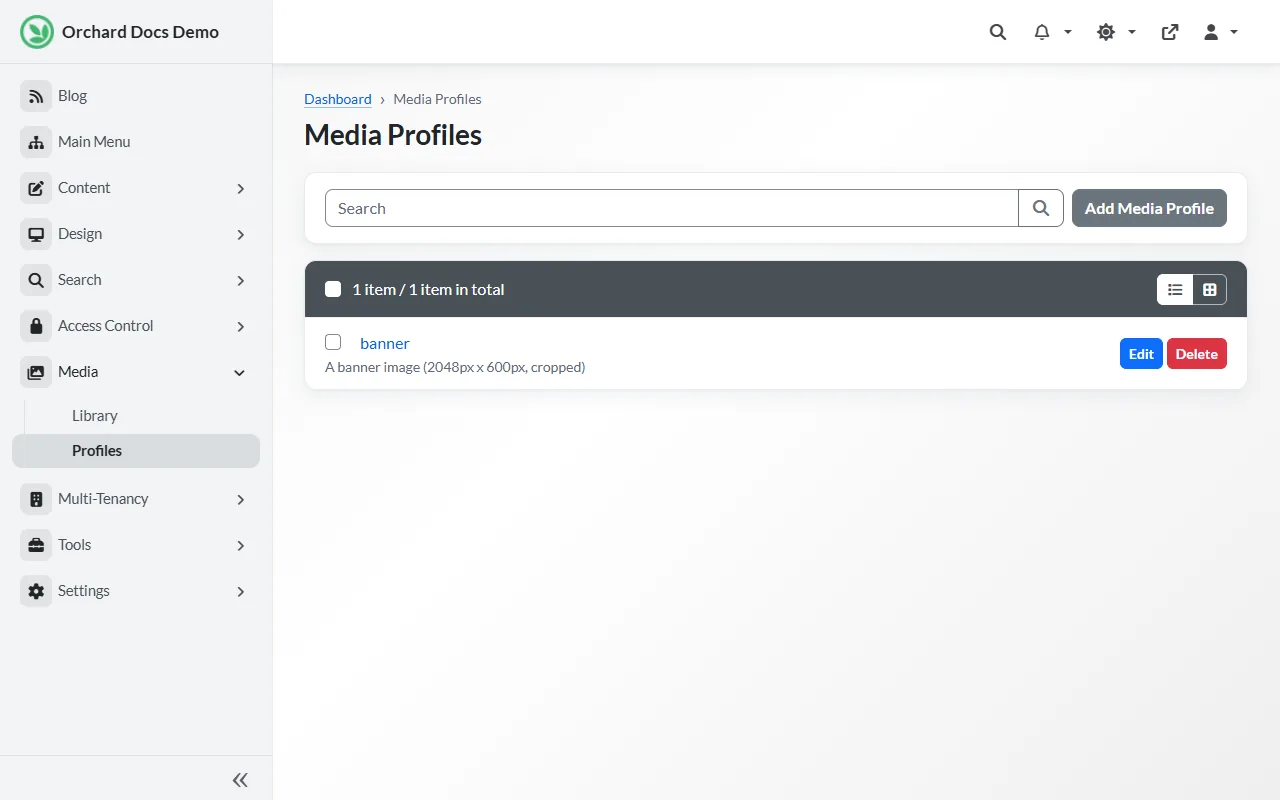 Orchard Docs Demo
Blog
Main Menu
Content
Design
Search
Access Control
Media
Library
Profiles
Multi-Tenancy
Tools
Settings
Dashboard › Media Profiles
Media Profiles
Search
Add Media Profile
1 item / 1 item in total
banner
A banner image (2048px x 600px, cropped)
Edit
Delete